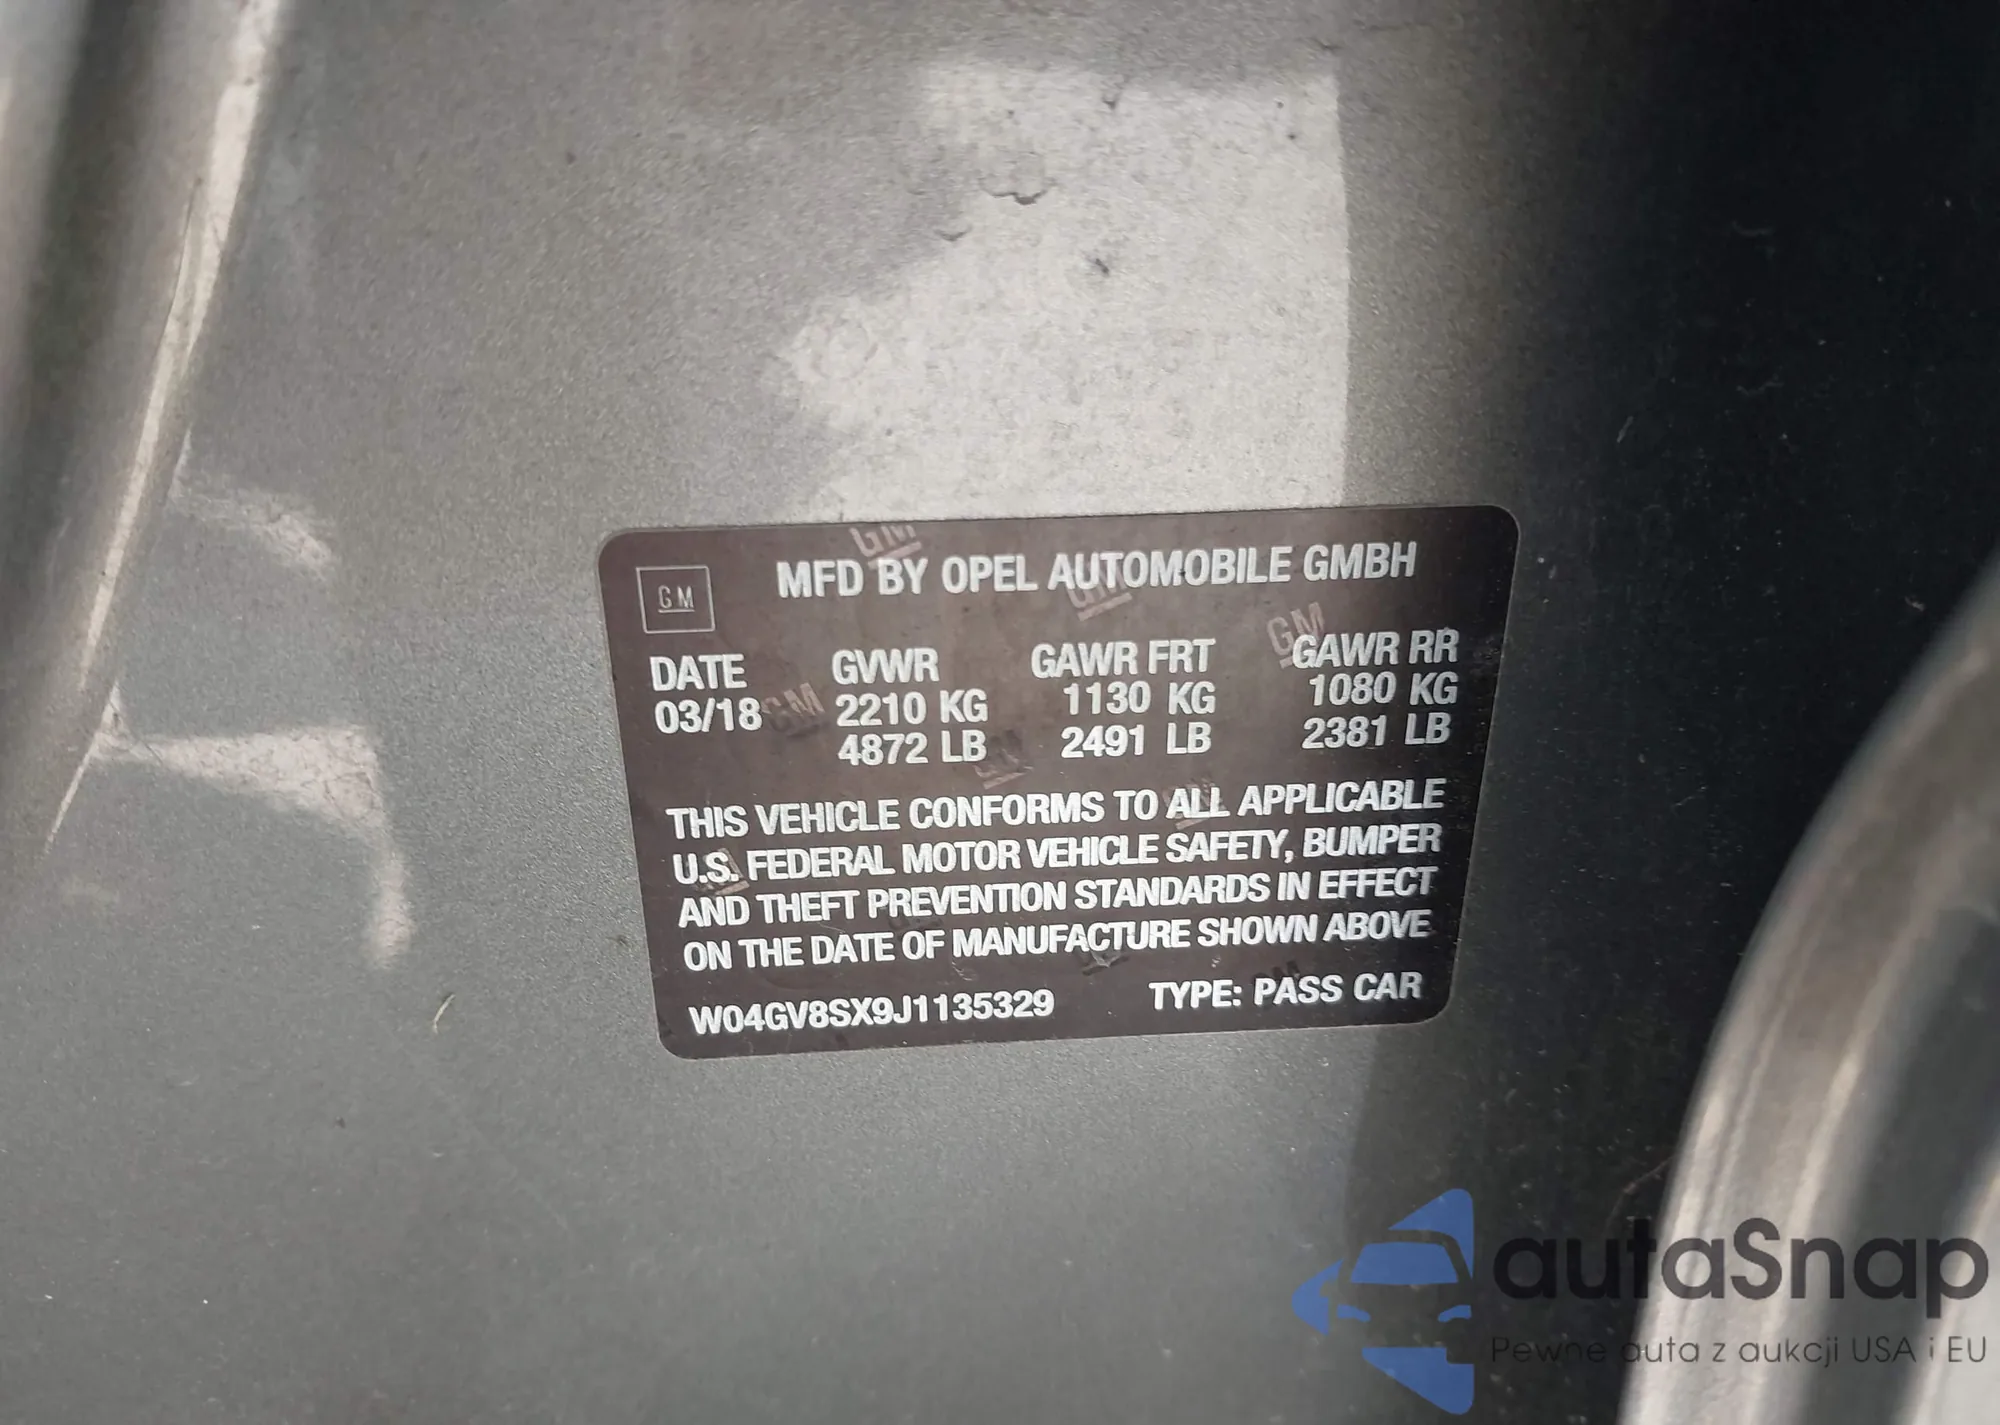 GM
MFD BY OPEL AUTOMOBILE GMBH
DATE GVWR GAWR FRT GAWR RR
03/18 2210 KG 1130 KG 1080 KG
4872 LB 2491 LB 2381 LB
THIS VEHICLE CONFORMS TO ALL APPLICABLE
U.S. FEDERAL MOTOR VEHICLE SAFETY, BUMPER
AND THEFT PREVENTION STANDARDS IN EFFECT
ON THE DATE OF MANUFACTURE SHOWN ABOVE
W04GV8SX9J1135329 TYPE: PASS CAR
autaSnap
Pewne auta z aukcji USA i EU